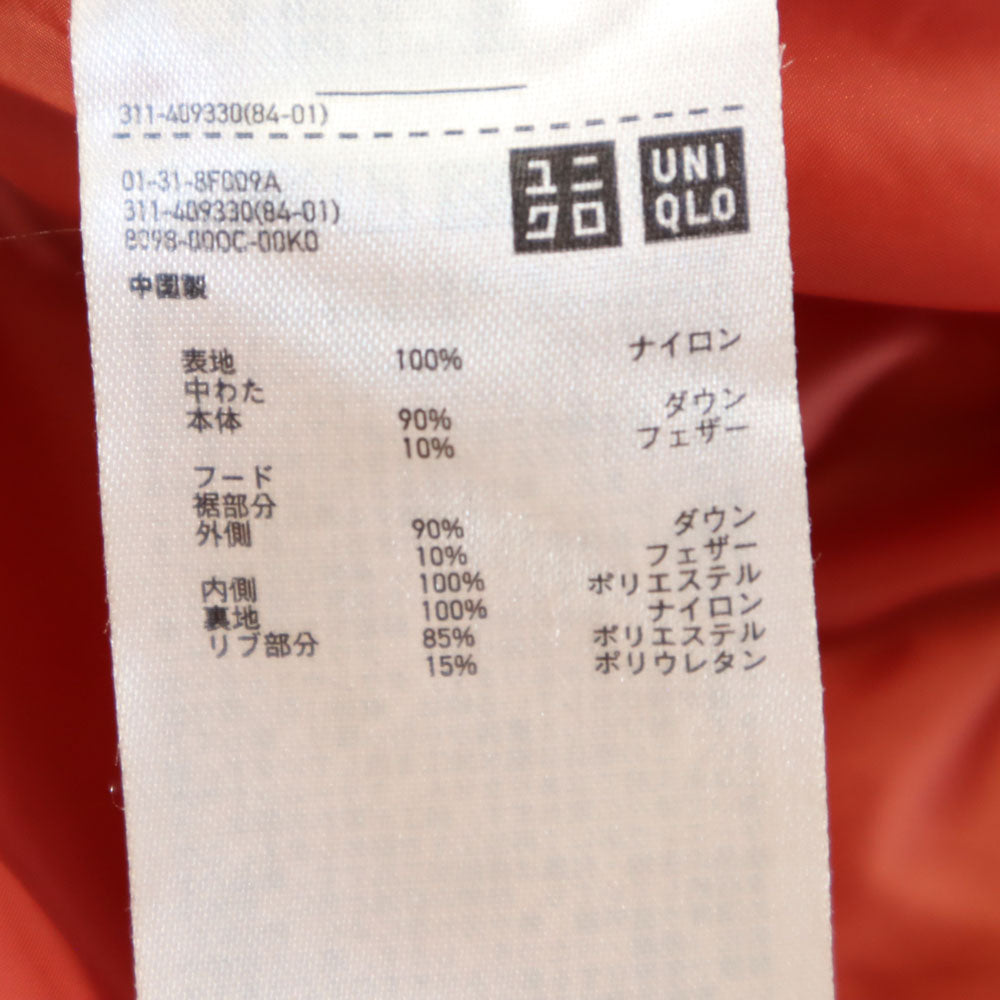 311-409330(84-01)
01-31-8F009A
311-409330(84-01)
8098-000C-00K0
ユニ
クロ
UNI
QLO
中国製
表地 100% ナイロン
中わた
本体 90% ダウン
10% フェザー
フード
裾部分
外側 90% ダウン
10% フェザー
内側 100% ポリエステル
裏地 100% ナイロン
リブ部分 85% ポリエステル
15% ポリウレタン